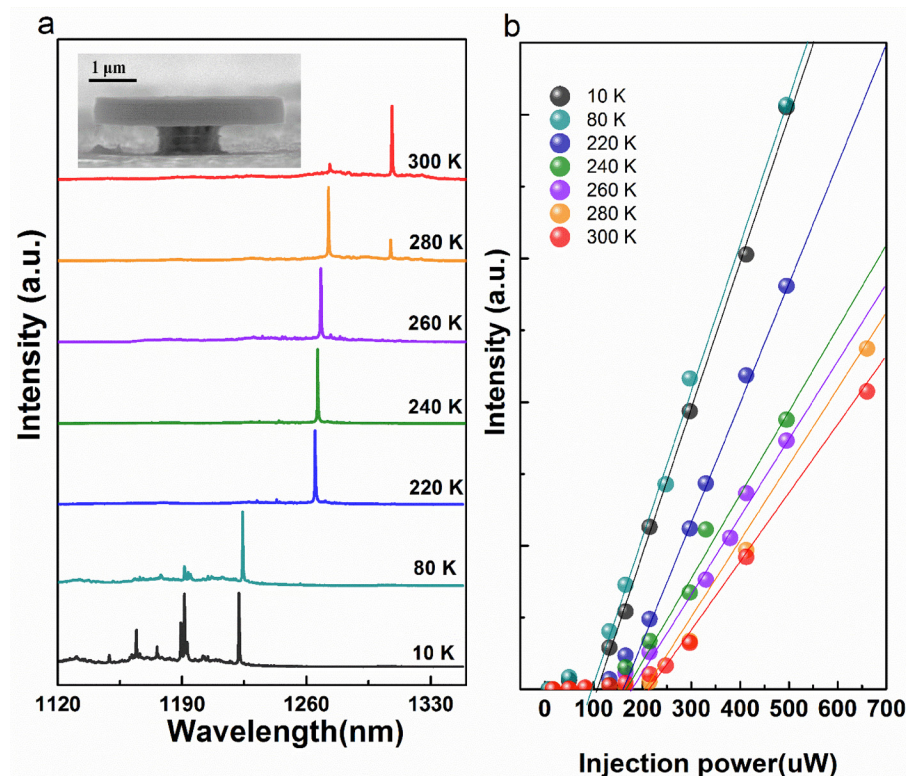 a
1 µm
300 K
280 K
260 K
240 K
220 K
80 K
10 K
Intensity (a.u.)
1120 1190 1260 1330
Wavelength(nm)
b
10 K
80 K
220 K
240 K
260 K
280 K
300 K
Intensity (a.u.)
0 100 200 300 400 500 600 700
Injection power(uW)